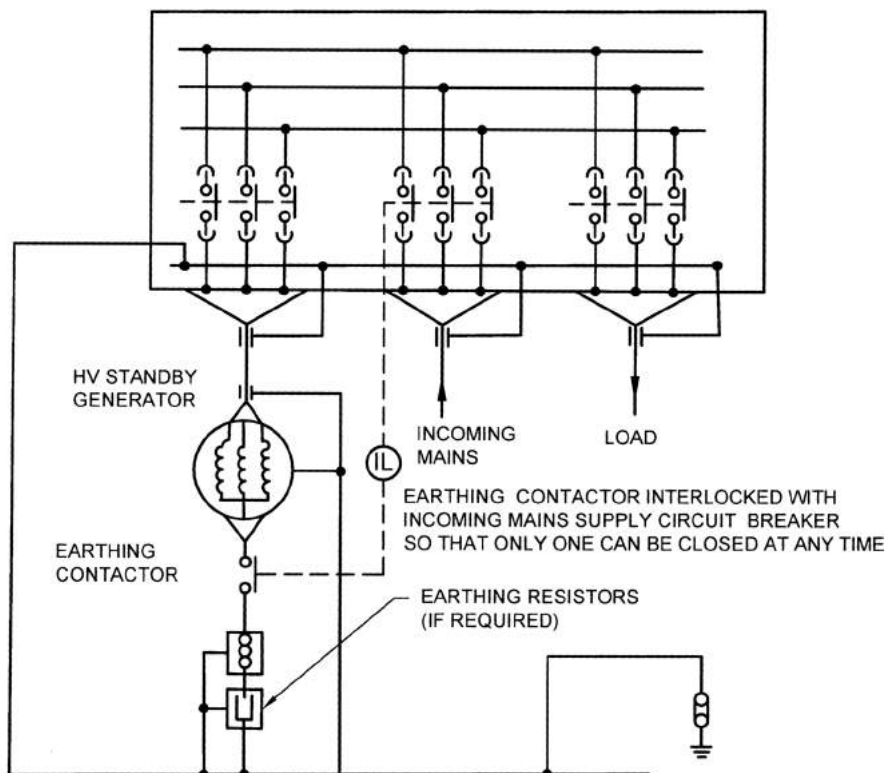 HV STANDBY
GENERATOR
INCOMING
MAINS
LOAD
IL
EARTHING CONTACTOR INTERLOCKED WITH
INCOMING MAINS SUPPLY CIRCUIT BREAKER
SO THAT ONLY ONE CAN BE CLOSED AT ANY TIME
EARTHING
CONTACTOR
EARTHING RESISTORS
(IF REQUIRED)